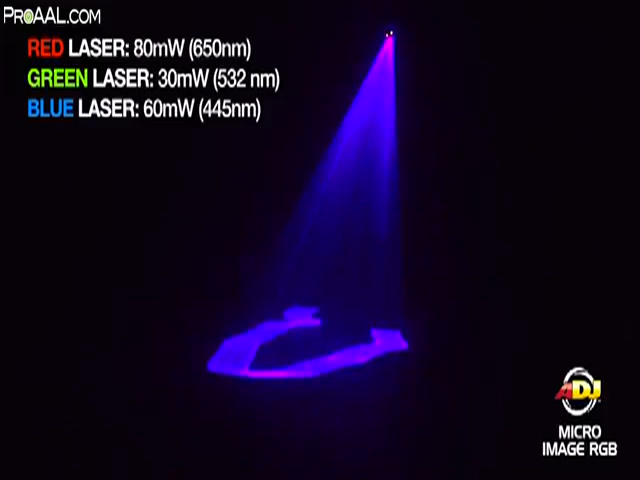 PROAAL.COM
RED LASER: 80mW (650nm)
GREEN LASER: 30mW (532 nm)
BLUE LASER: 60mW (445nm)
ADJ
MICRO
IMAGE RGB